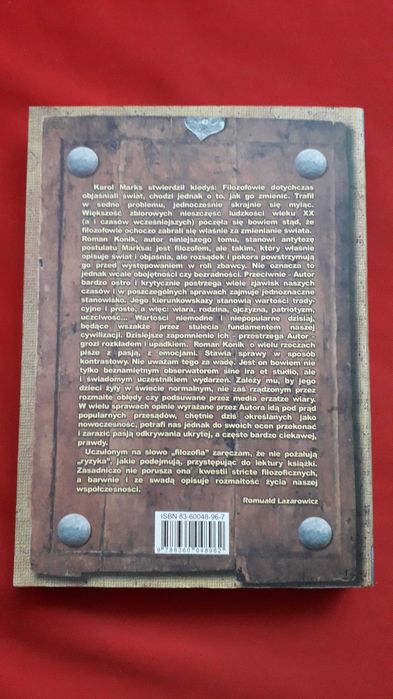 Karol Marks stwierdził kiedyś: Filozofowie dotychczas
objaśniali świat, chodzi jednak o to, jak go zmienić. Trafił
w sedno problemu, jednocześnie skrajnie się myląc.
Większość zbiorowych nieszczęść ludzkości wieku XX
(a i czasów wcześniejszych) poczęła się bowiem stąd, że
filozofowie ochoczo zabrali się właśnie za zmienianie świata.
Roman Konik, autor niniejszego tomu, stanowi antytezę
postulatu Marksa: jest filozofem, ale takim, który właśnie
opisuje świat i objaśnia, ale rozsądek i pokora powstrzymują
go przed występowaniem w roli zbawcy. Nie oznacza to
jednak wcale obojętności czy bezradności. Przeciwnie - Autor
bardzo ostro i krytycznie postrzega wiele zjawisk naszych
czasów i w poszczególnych sprawach zajmuje jednoznaczne
stanowisko. Jego kierunkowskazy stanowią wartości trady-
cyjne i proste, a więc: wiara, rodzina, ojczyzna, patriotyzm,
uczciwość... Wartości niemodne i niepopularne dzisiaj,
będące wszakże przez stulecia fundamentem naszej
cywilizacji. Dzisiejsze zapomnienie ich - przestrzega Autor -
grozi rozkładem i upadkiem. Roman Konik o wielu rzeczach
pisze z pasją, z emocjami. Stawia sprawy w sposób
kontrastowy. Nie uważam tego za wadę. Jest on bowiem nie
tylko beznamiętnym obserwatorem sine ira et studio, ale
i świadomym uczestnikiem wydarzeń. Zależy mu, by jego
dzieci żyły w świecie normalnym, nie zaś rządzonym przez
rozmaite obłędy czy podsuwane przez media erzatze wiary.
W wielu sprawach opinie wyrażane przez Autora idą pod prąd
popularnych przesądów, chętnie dziś określanych jako
nowoczesność, potrafi nas jednak do swoich ocen przekonać
i zarazić pasją odkrywania ukrytej, a często bardzo ciekawej,
prawdy.
Uczulonym na słowo „filozofia” zaręczam, że nie pożałują
„ryzyka”, jakie podejmują, przystępując do lektury książki.
Zasadniczo nie porusza ona kwestii stricte filozoficznych,
a barwnie i ze swadą opisuje rozmaitość życia naszej
współczesności.
Romuald Lazarowicz
ISBN 83-60048-96-7
9 788360 048962